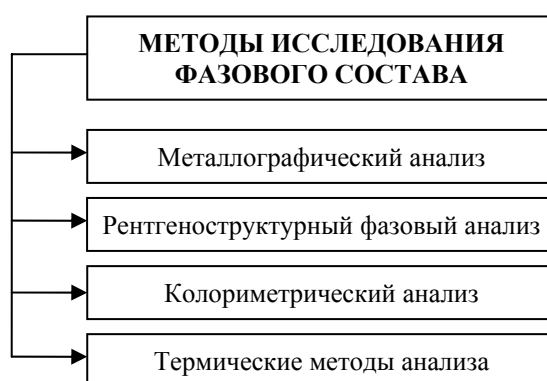 МЕТОДЫ ИССЛЕДОВАНИЯ
ФАЗОВОГО СОСТАВА
Металлографический анализ
Рентгеноструктурный фазовый анализ
Колориметрический анализ
Термические методы анализа